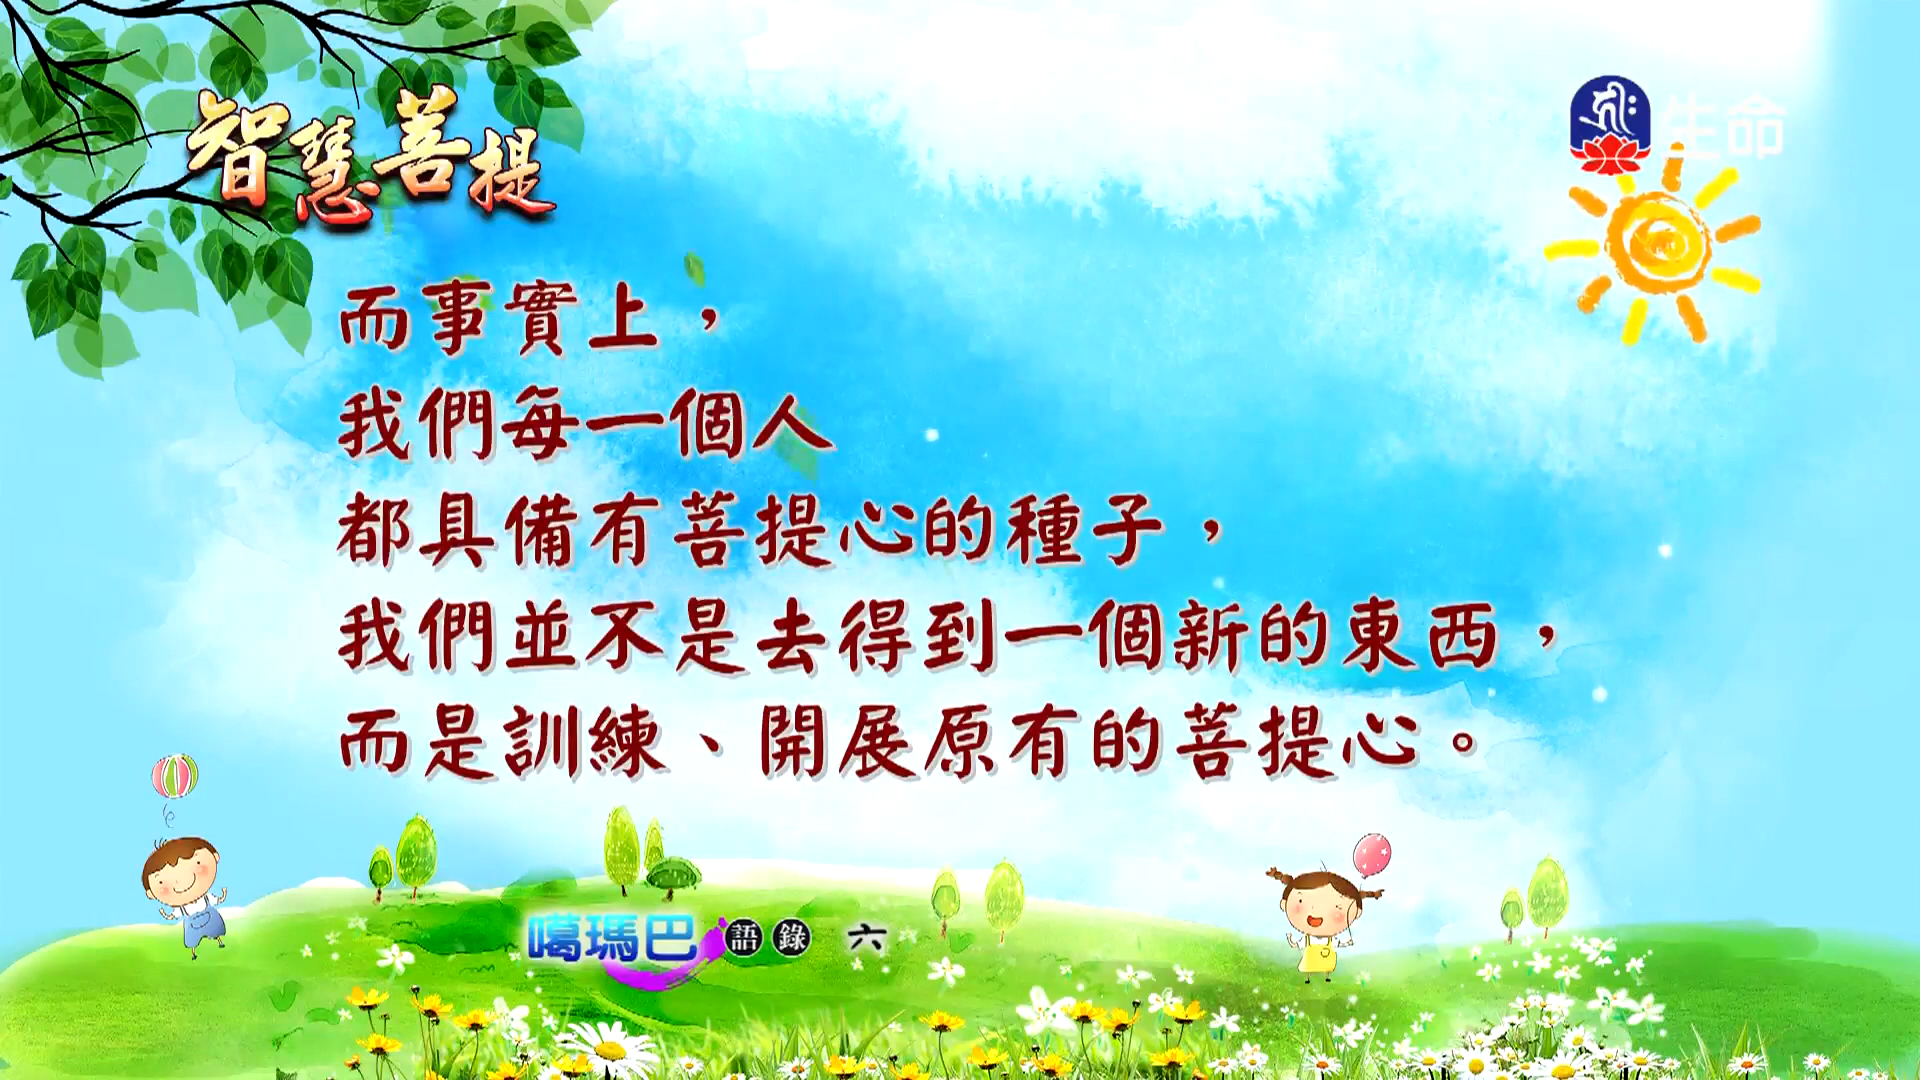 智慧菩提
生命
而事實上，
我們每一個人
都具備有菩提心的種子，
我們並不是去得到一個新的東西，
而是訓練、開展原有的菩提心。
噶瑪巴語錄 六